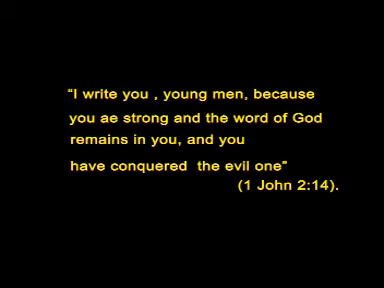 “I write you , young men, because
you ae strong and the word of God
remains in you, and you
have conquered  the evil one”
(1 John 2:14).